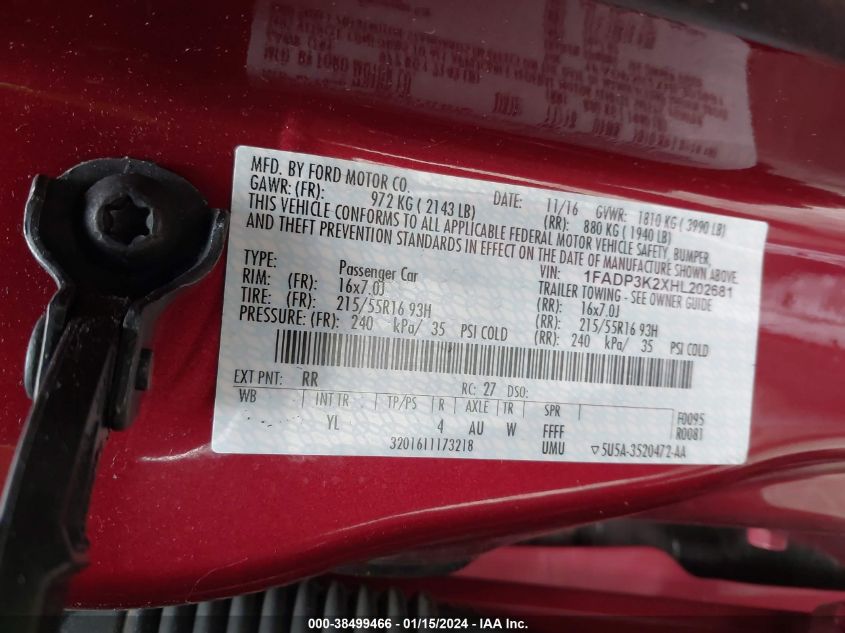 MFD. BY FORD MOTOR CO. DATE: 11/16 GVWR: 1810 KG ( 3990 LB)
GAWR: (FR): 972 KG ( 2143 LB) (RR): 880 KG ( 1940 LB)
THIS VEHICLE CONFORMS TO ALL APPLICABLE FEDERAL MOTOR VEHICLE SAFETY, BUMPER,
AND THEFT PREVENTION STANDARDS IN EFFECT ON THE DATE OF MANUFACTURE SHOWN ABOVE.
VIN: 1FADP3K2XHL202681
TYPE: Passenger Car TRAILER TOWING - SEE OWNER GUIDE
RIM: (FR): 16x7.0J (RR): 16x7.0J
TIRE: (FR): 215/55R16 93H (RR): 215/55R16 93H
PRESSURE: (FR): 240 kPa/ 35 PSI COLD (RR): 240 kPa/ 35 PSI COLD
EXT PNT: RR RC: 27 DSO:
WB INT TR TP/PS R AXLE TR SPR F0095
YL 4 AU W FFFF R0081
3201611173218 UMU 5U5A-3520472-AA
000-38499466 - 01/15/2024 - IAA Inc.